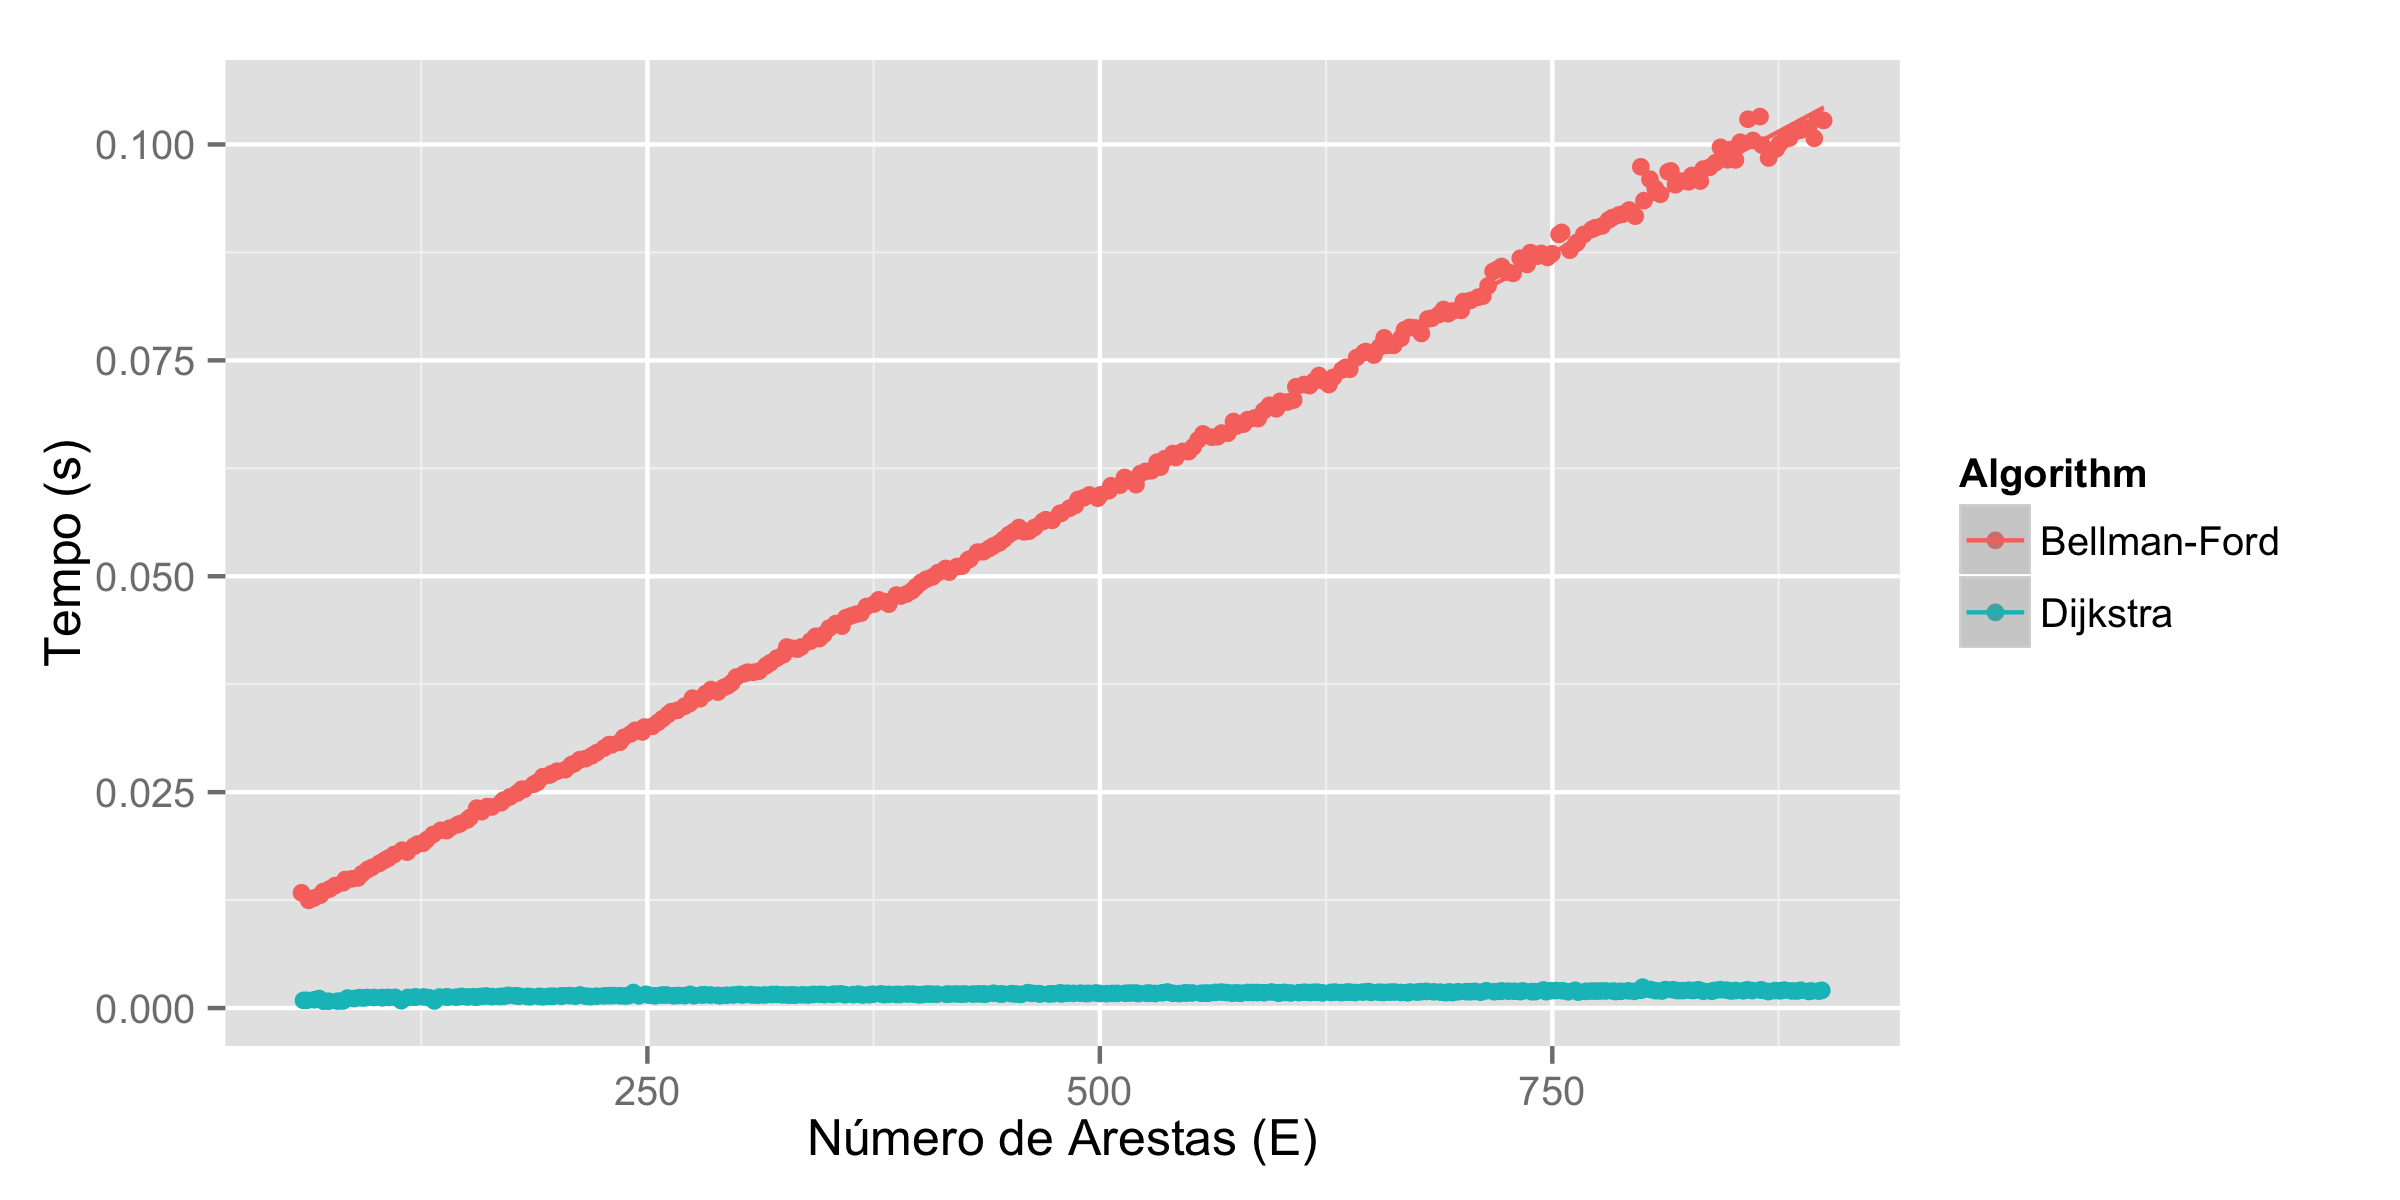 0.100
0.075
0.050
0.025
0.000
Tempo (s)
250
500
750
Número de Arestas (E)
Algorithm
Bellman-Ford
Dijkstra